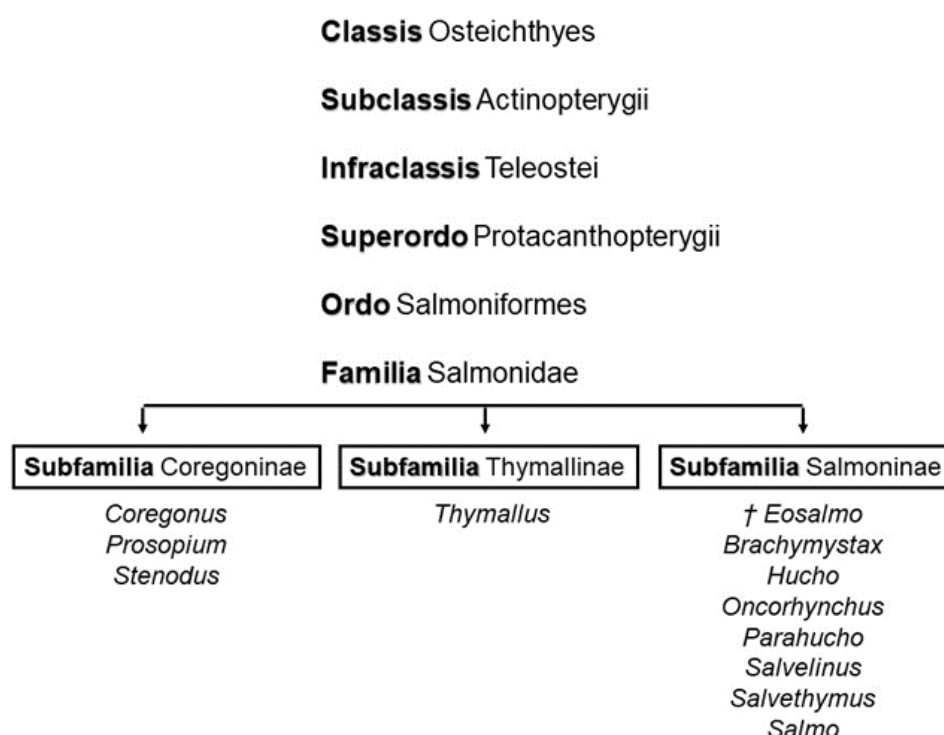 Classis Osteichthyes
Subclassis Actinopterygii
Infraclassis Teleostei
Superordo Protacanthopterygii
Ordo Salmoniformes
Familia Salmonidae
Subfamilia Coregoninae
Coregonus
Prosopium
Stenodus
Subfamilia Thymallinae
Thymallus
Subfamilia Salmoninae
† Eosalmo
Brachymystax
Hucho
Oncorhynchus
Parahucho
Salvelinus
Salvethymus
Salmo